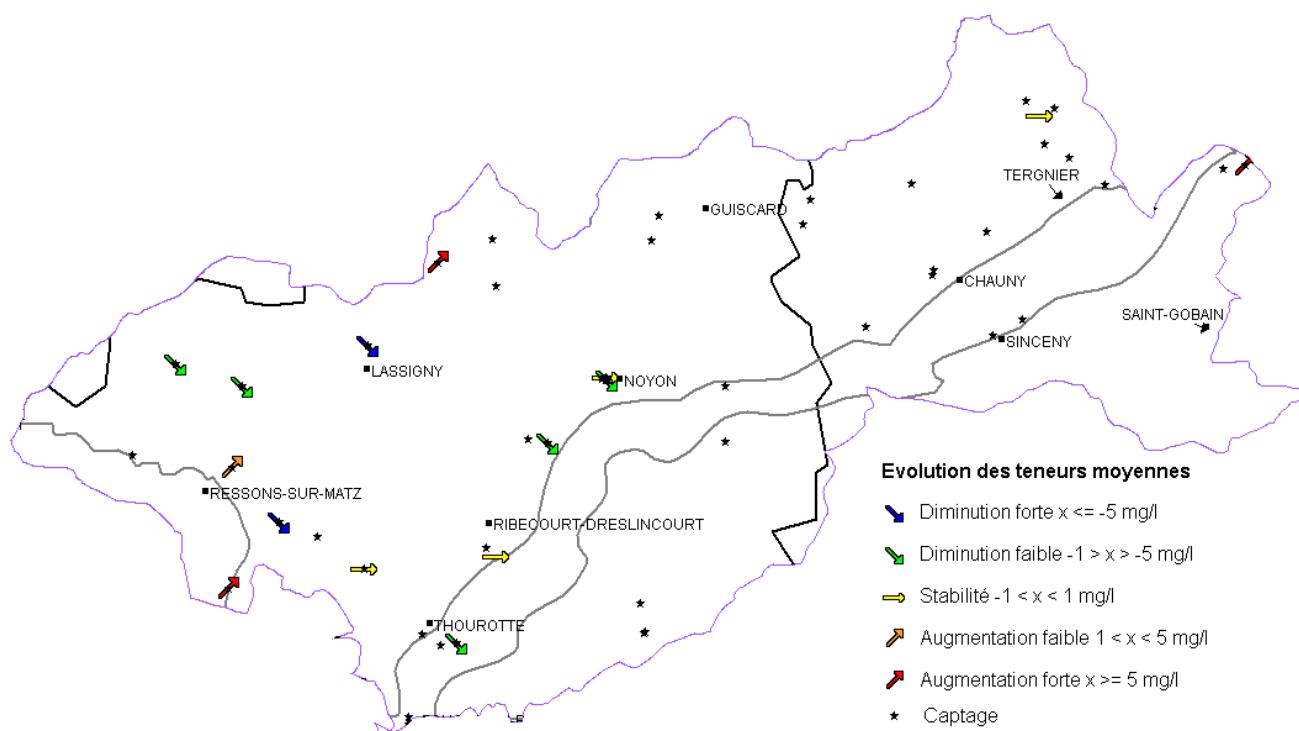 TERGNIER
GUISCARD
CHAUNY
SAINT-GOBAIN
SINCENY
LASSIGNY
NOYON
RESSONS-SUR-MATZ
RIBECOURT-DRESLINCOURT
THOUROTTE
Evolution des teneurs moyennes
Diminution forte x <= -5 mg/l
Diminution faible -1 > x > -5 mg/l
Stabilité -1 < x < 1 mg/l
Augmentation faible 1 < x < 5 mg/l
Augmentation forte x >= 5 mg/l
Captage